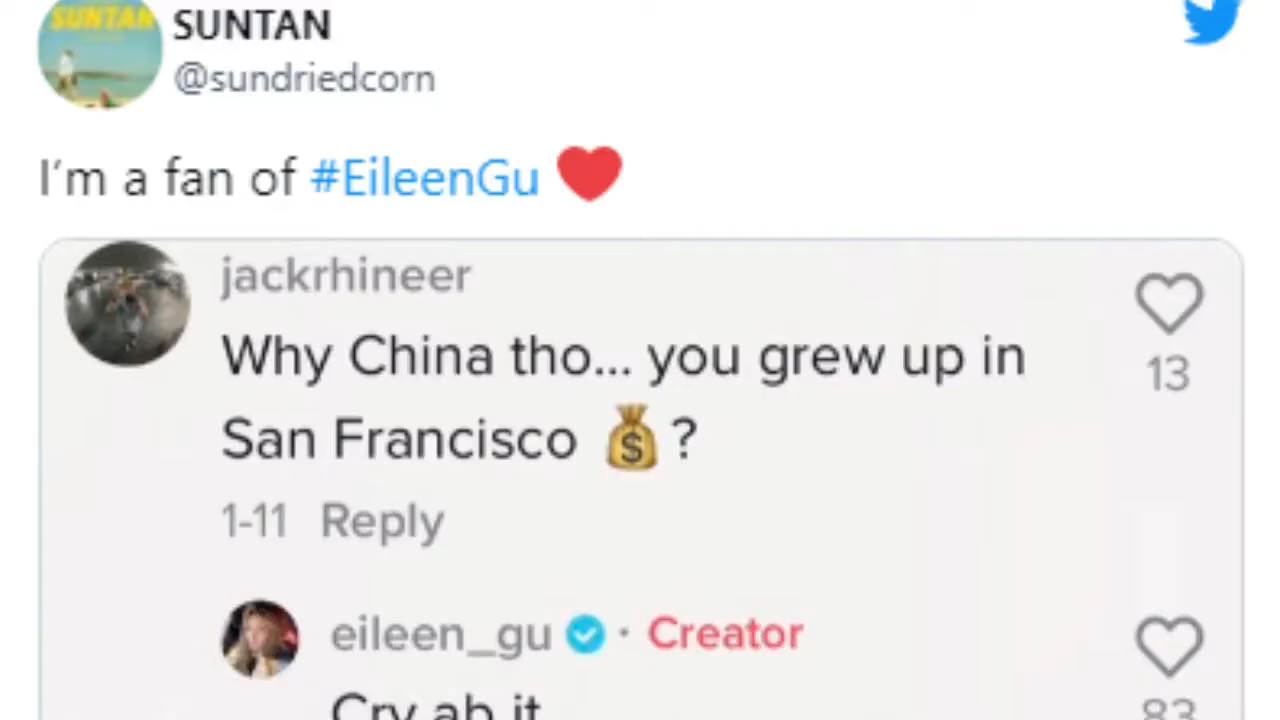 SUNTAN
SUNTAN
@sundriedcorn
I'm a fan of #EileenGu ❤️
jackrhineer
Why China tho... you grew up in
13
San Francisco 💰?
1-11 Reply
eileen_gu · Creator
Cry ab it
83